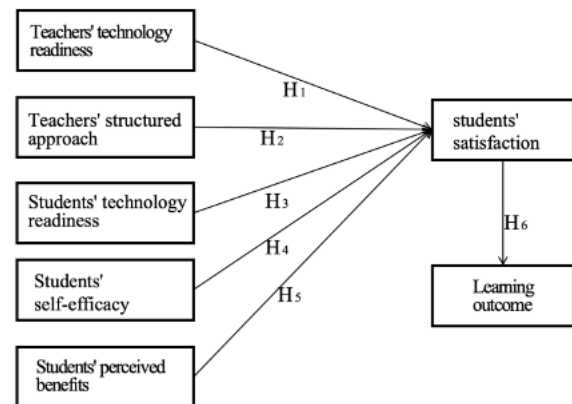 Teachers' technology
readiness
H1
Teachers' structured
approach
H2
students'
satisfaction
Students' technology
readiness
H3
Students'
self-efficacy
H4
H6
Learning
outcome
H5
Students' perceived
benefits